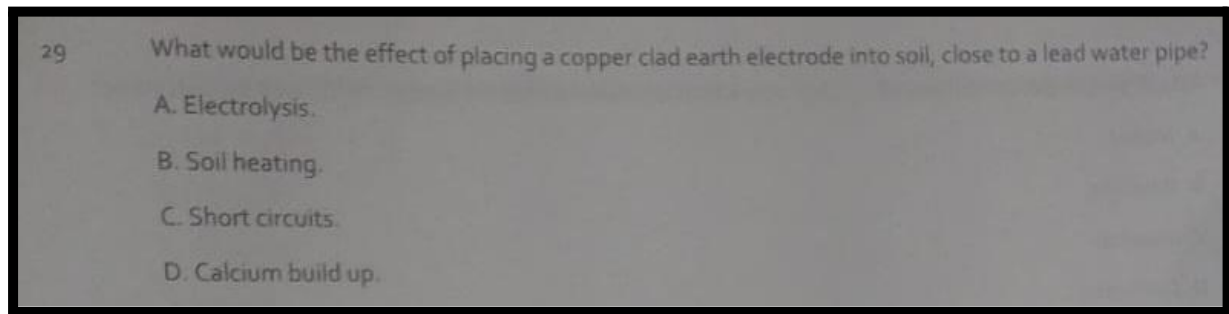 29 What would be the effect of placing a copper clad earth electrode into soil, close to a lead water pipe?
A. Electrolysis.
B. Soil heating.
C. Short circuits.
D. Calcium build up.